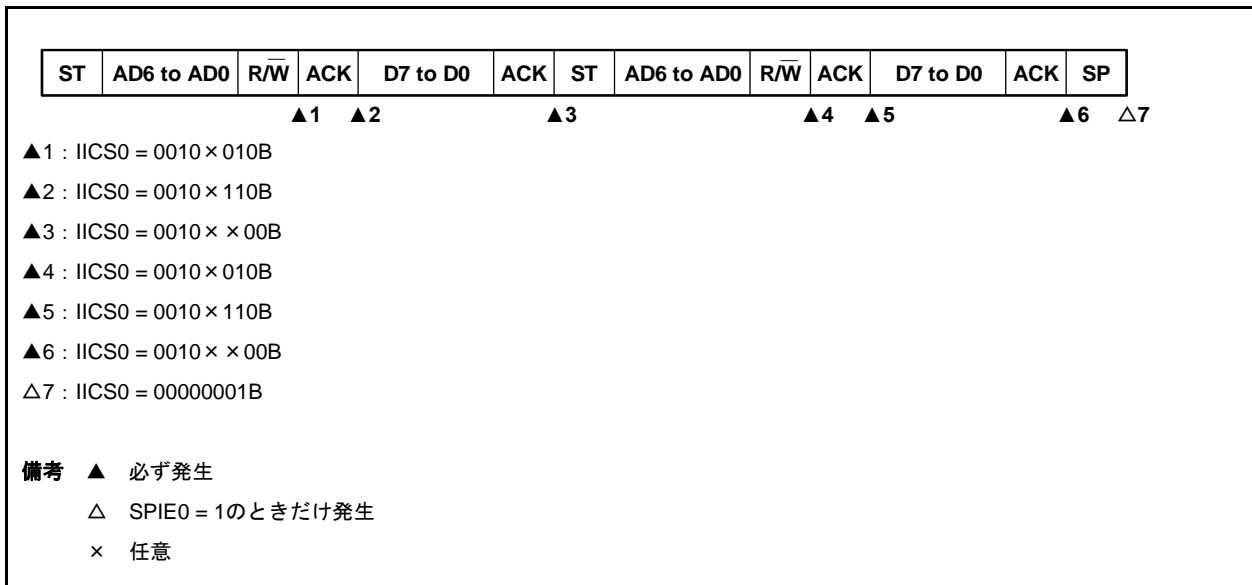 ST AD6 to AD0 R/W̅ ACK D7 to D0 ACK ST AD6 to AD0 R/W̅ ACK D7 to D0 ACK SP
▲1 ▲2 ▲3 ▲4 ▲5 ▲6 △7
▲1 : IICS0 = 0010×010B
▲2 : IICS0 = 0010×110B
▲3 : IICS0 = 0010××00B
▲4 : IICS0 = 0010×010B
▲5 : IICS0 = 0010×110B
▲6 : IICS0 = 0010××00B
△7 : IICS0 = 00000001B
備考 ▲ 必ず発生
△ SPIE0 = 1のときだけ発生
× 任意